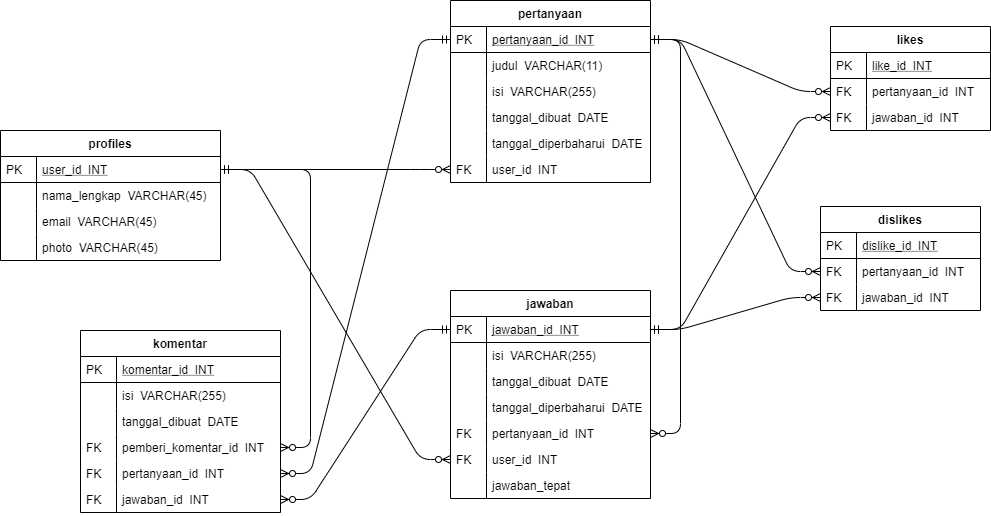 pertanyaan
PK pertanyaan_id INT
judul VARCHAR(11)
isi VARCHAR(255)
tanggal_dibuat DATE
tanggal_diperbaharui DATE
FK user_id INT
likes
PK like_id INT
FK pertanyaan_id INT
FK jawaban_id INT
profiles
PK user_id INT
nama_lengkap VARCHAR(45)
email VARCHAR(45)
photo VARCHAR(45)
dislikes
PK dislike_id INT
FK pertanyaan_id INT
FK jawaban_id INT
jawaban
PK jawaban_id INT
isi VARCHAR(255)
tanggal_dibuat DATE
tanggal_diperbaharui DATE
FK pertanyaan_id INT
FK user_id INT
jawaban_tepat
komentar
PK komentar_id INT
isi VARCHAR(255)
tanggal_dibuat DATE
FK pemberi_komentar_id INT
FK pertanyaan_id INT
FK jawaban_id INT